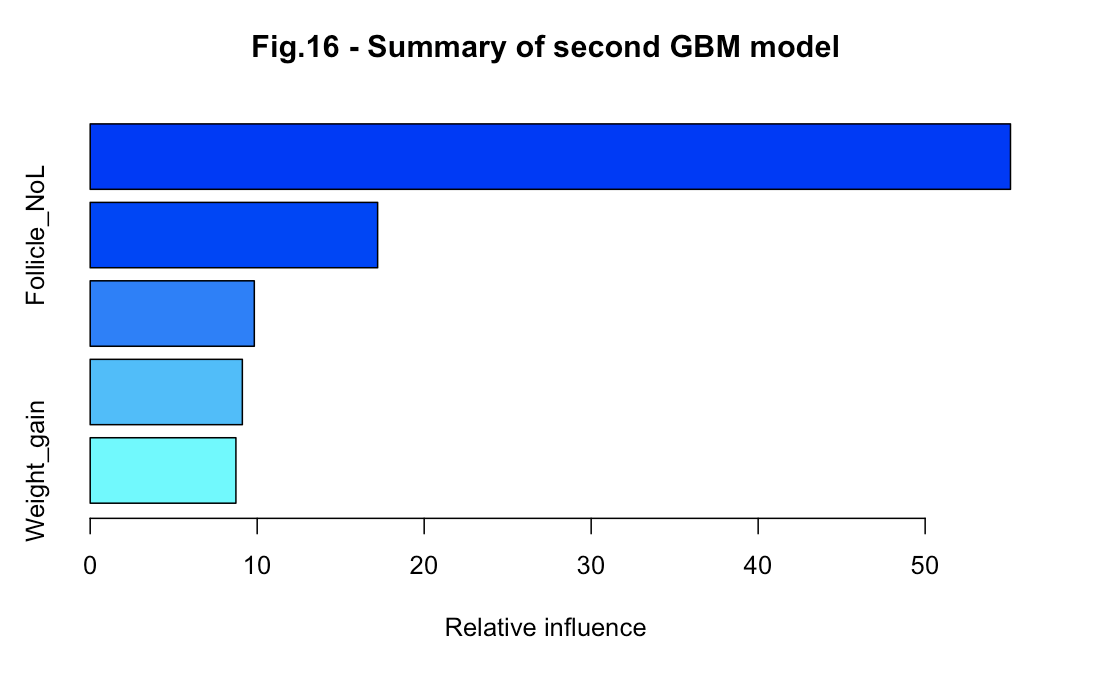 Fig.16 - Summary of second GBM model
Follicle_NoL
Weight_gain
0 10 20 30 40 50
Relative influence